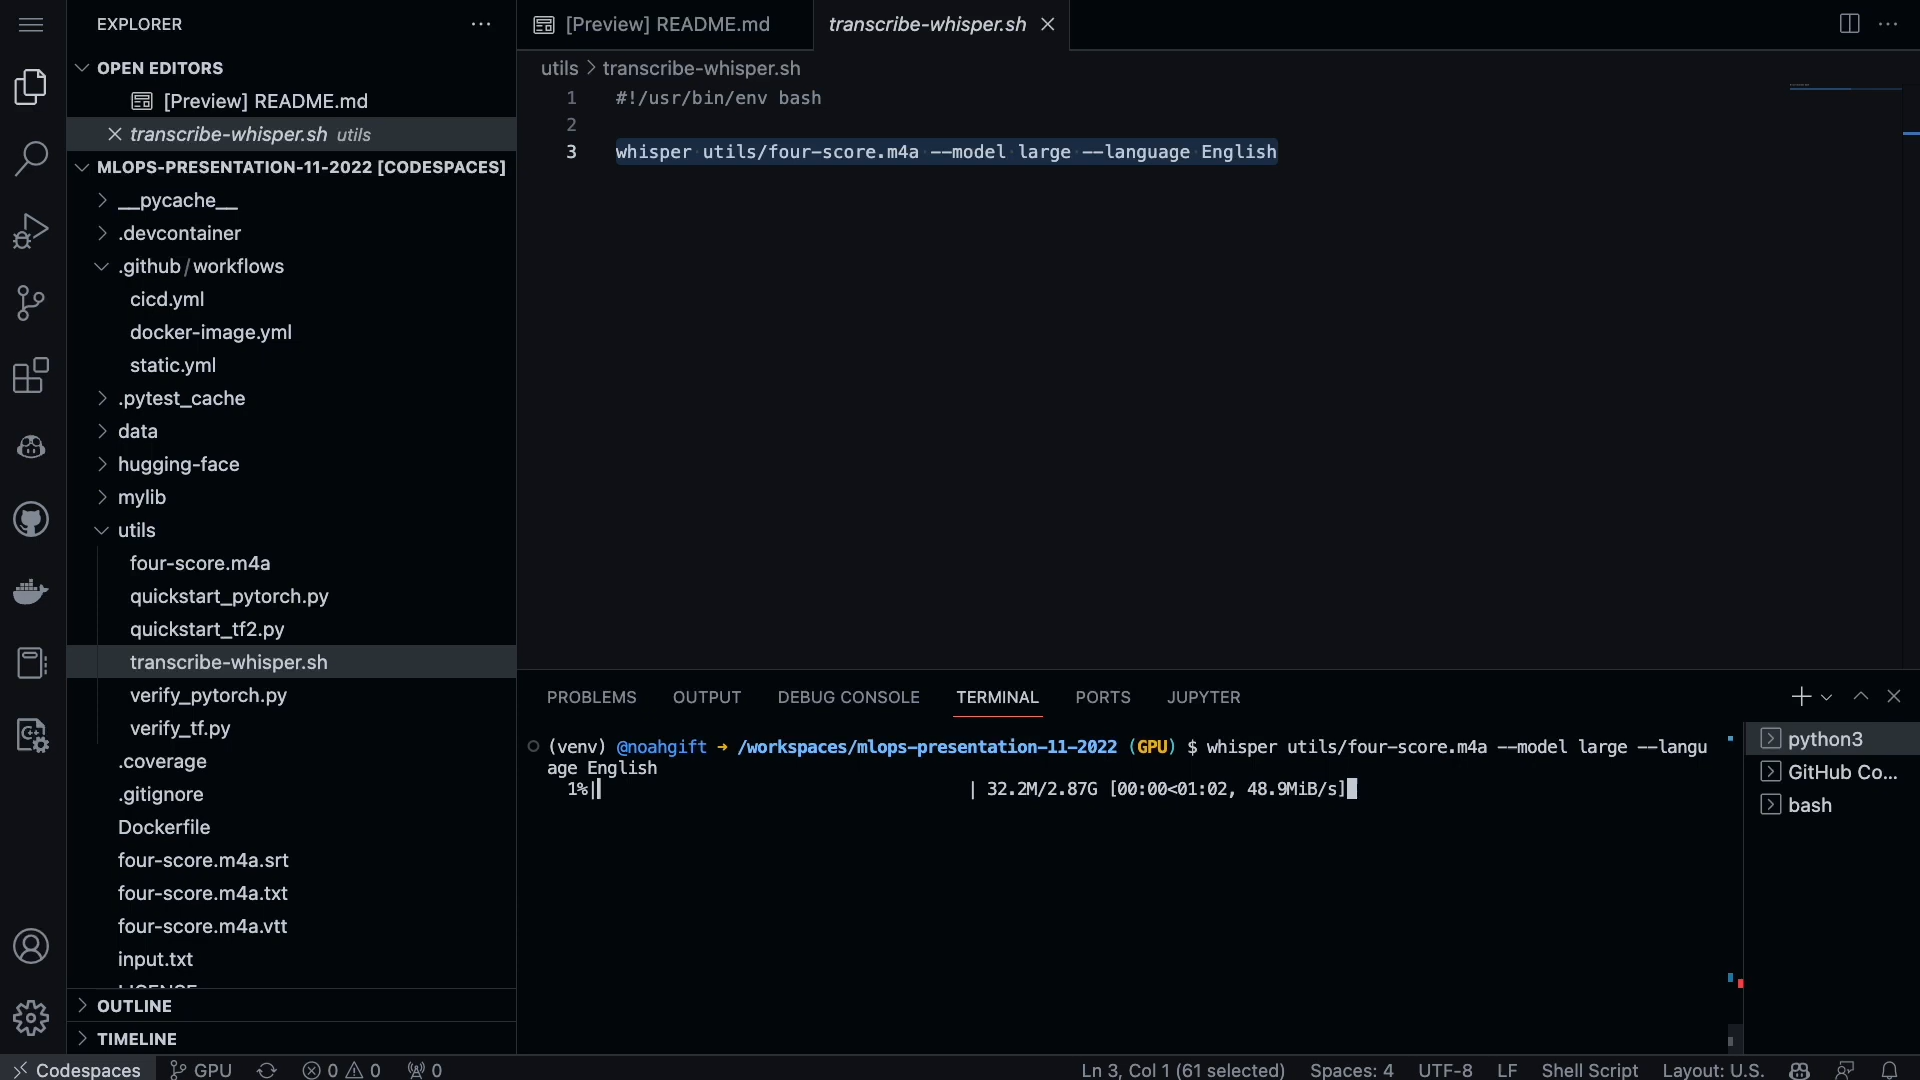 EXPLORER
OPEN EDITORS
[Preview] README.md
transcribe-whisper.sh utils
MLOPS-PRESENTATION-11-2022 [CODESPACES]
__pycache__
.devcontainer
.github/workflows
cicd.yml
docker-image.yml
static.yml
.pytest_cache
data
hugging-face
mylib
utils
four-score.m4a
quickstart_pytorch.py
quickstart_tf2.py
transcribe-whisper.sh
verify_pytorch.py
verify_tf.py
.coverage
.gitignore
Dockerfile
four-score.m4a.srt
four-score.m4a.txt
four-score.m4a.vtt
input.txt
LICENSE
OUTLINE
TIMELINE
[Preview] README.md
transcribe-whisper.sh
utils > transcribe-whisper.sh
1 #!/usr/bin/env bash
2
3 whisper utils/four-score.m4a --model large --language English
PROBLEMS OUTPUT DEBUG CONSOLE TERMINAL PORTS JUPYTER
(venv) @noahgift → /workspaces/mlops-presentation-11-2022 (GPU) $ whisper utils/four-score.m4a --model large --langu
age English
1%| | 32.2M/2.87G [00:00<01:02, 48.9MiB/s]
python3
GitHub Co...
bash
Codespaces GPU 0 0 0 Ln 3, Col 1 (61 selected) Spaces: 4 UTF-8 LF Shell Script Layout: U.S.